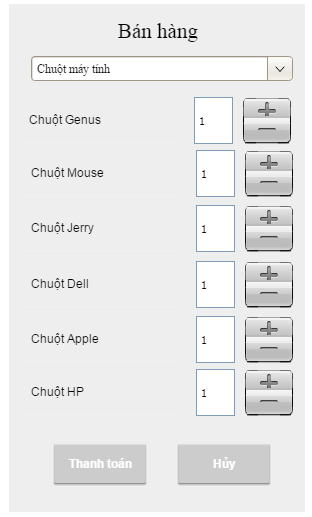 Bán hàng
Chuột máy tính
Chuột Genus 1
Chuột Mouse 1
Chuột Jerry 1
Chuột Dell 1
Chuột Apple 1
Chuột HP 1
Thanh toán Hủy